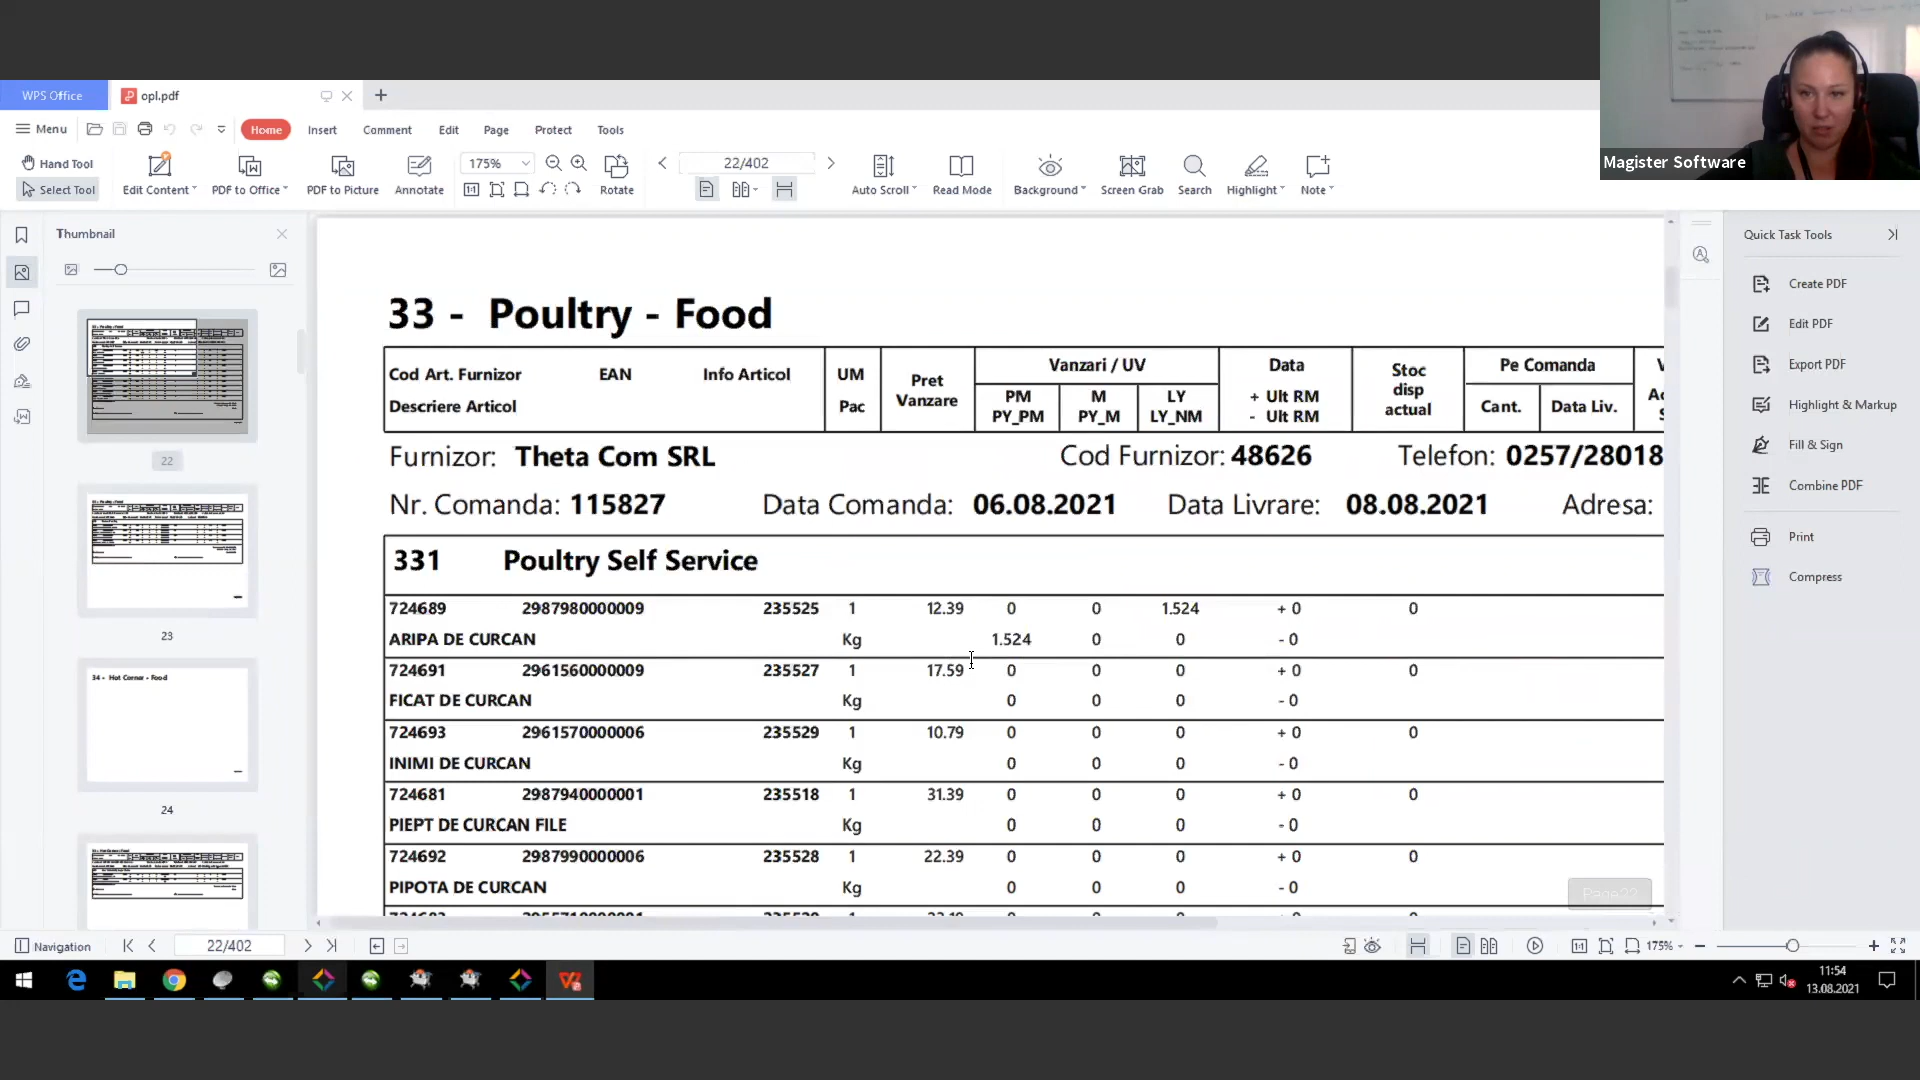 Magister Software
WPS Office
opl.pdf
Menu
Home Insert Comment Edit Page Protect Tools
Hand Tool
Select Tool
Edit Content
PDF to Office
PDF to Picture
Annotate
175%
Rotate
22/402
Auto Scroll
Read Mode
Background
Screen Grab
Search
Highlight
Note
Thumbnail
22
23
34 - Hot Corner - Food
24
33 - Poultry - Food
Cod Art. Furnizor EAN Info Articol UM Pret Vanzare Vanzari / UV Data Stoc disp actual Pe Comanda
Descriere Articol Pac PM M LY + Ult RM Cant. Data Liv.
PY_PM PY_M LY_NM - Ult RM
Furnizor: Theta Com SRL Cod Furnizor: 48626 Telefon: 0257/28018
Nr. Comanda: 115827 Data Comanda: 06.08.2021 Data Livrare: 08.08.2021 Adresa:
331 Poultry Self Service
724689 2987980000009 235525 1 12.39 0 0 1.524 + 0 0
ARIPA DE CURCAN Kg 1.524 0 0 - 0
724691 2961560000009 235527 1 17.59 0 0 0 + 0 0
FICAT DE CURCAN Kg 0 0 0 - 0
724693 2961570000006 235529 1 10.79 0 0 0 + 0 0
INIMI DE CURCAN Kg 0 0 0 - 0
724681 2987940000001 235518 1 31.39 0 0 0 + 0 0
PIEPT DE CURCAN FILE Kg 0 0 0 - 0
724692 2987990000006 235528 1 22.39 0 0 0 + 0 0
PIPOTA DE CURCAN Kg 0 0 0 - 0
Page22
Quick Task Tools
Create PDF
Edit PDF
Export PDF
Highlight & Markup
Fill & Sign
Combine PDF
Print
Compress
Navigation
22/402
175%
11:54
13.08.2021